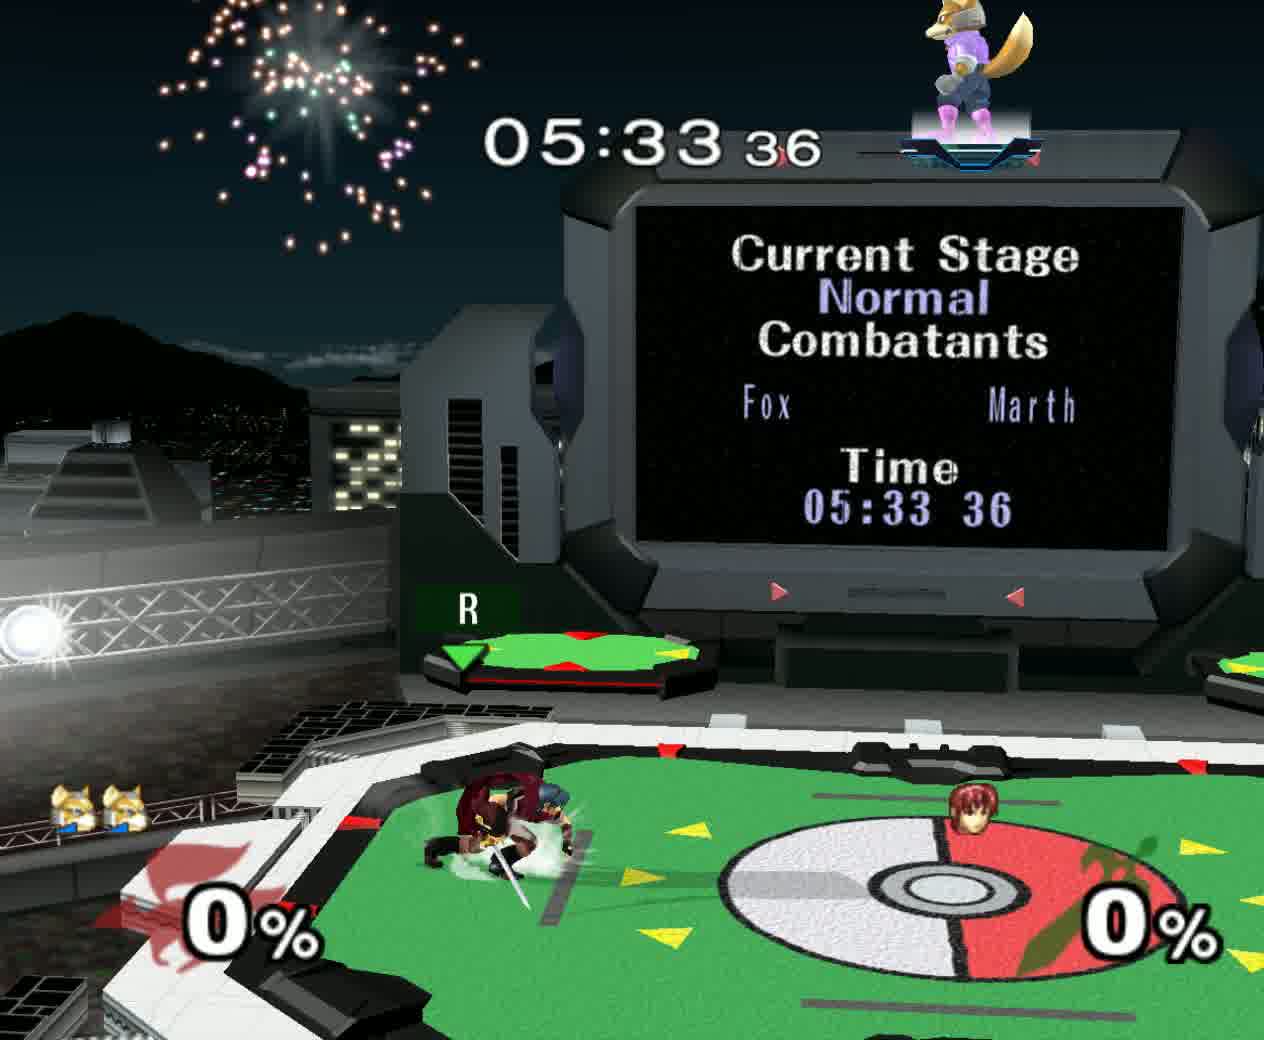 05:33 36
Current Stage
Normal
Combatants
Fox Marth
Time
05:33 36
R
0% 0%